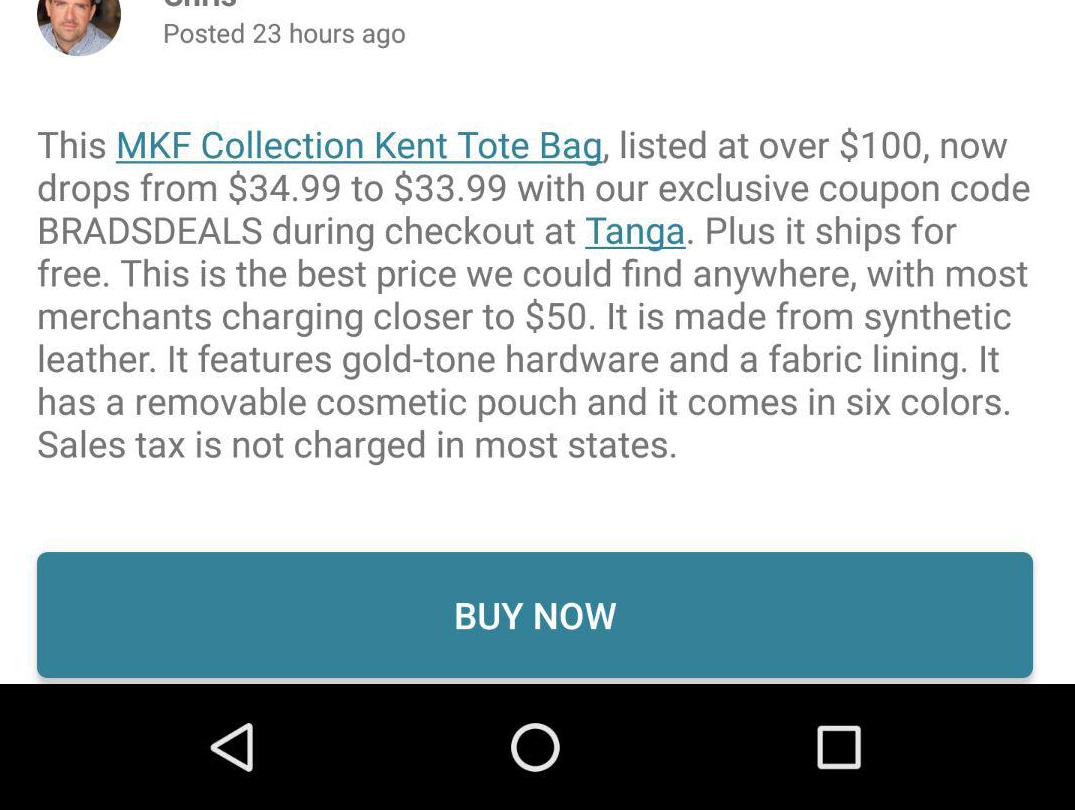 Chris
Posted 23 hours ago
This MKF Collection Kent Tote Bag, listed at over $100, now
drops from $34.99 to $33.99 with our exclusive coupon code
BRADSDEALS during checkout at Tanga. Plus it ships for
free. This is the best price we could find anywhere, with most
merchants charging closer to $50. It is made from synthetic
leather. It features gold-tone hardware and a fabric lining. It
has a removable cosmetic pouch and it comes in six colors.
Sales tax is not charged in most states.
BUY NOW